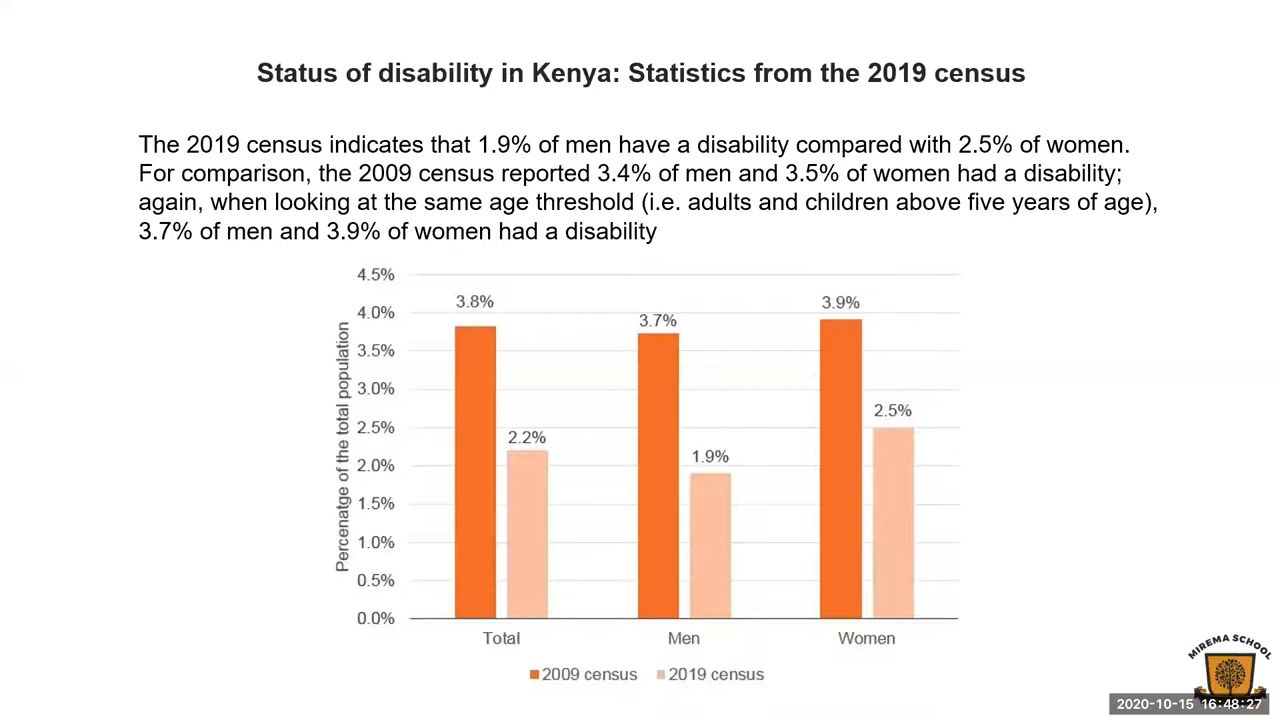 Status of disability in Kenya: Statistics from the 2019 census
The 2019 census indicates that 1.9% of men have a disability compared with 2.5% of women.
For comparison, the 2009 census reported 3.4% of men and 3.5% of women had a disability;
again, when looking at the same age threshold (i.e. adults and children above five years of age),
3.7% of men and 3.9% of women had a disability
Percenatge of the total population
4.5%
4.0%
3.5%
3.0%
2.5%
2.0%
1.5%
1.0%
0.5%
0.0%
3.8%
2.2%
3.7%
1.9%
3.9%
2.5%
Total
Men
Women
2009 census
2019 census
MIREMA SCHOOL
2020-10-15 16:48:27